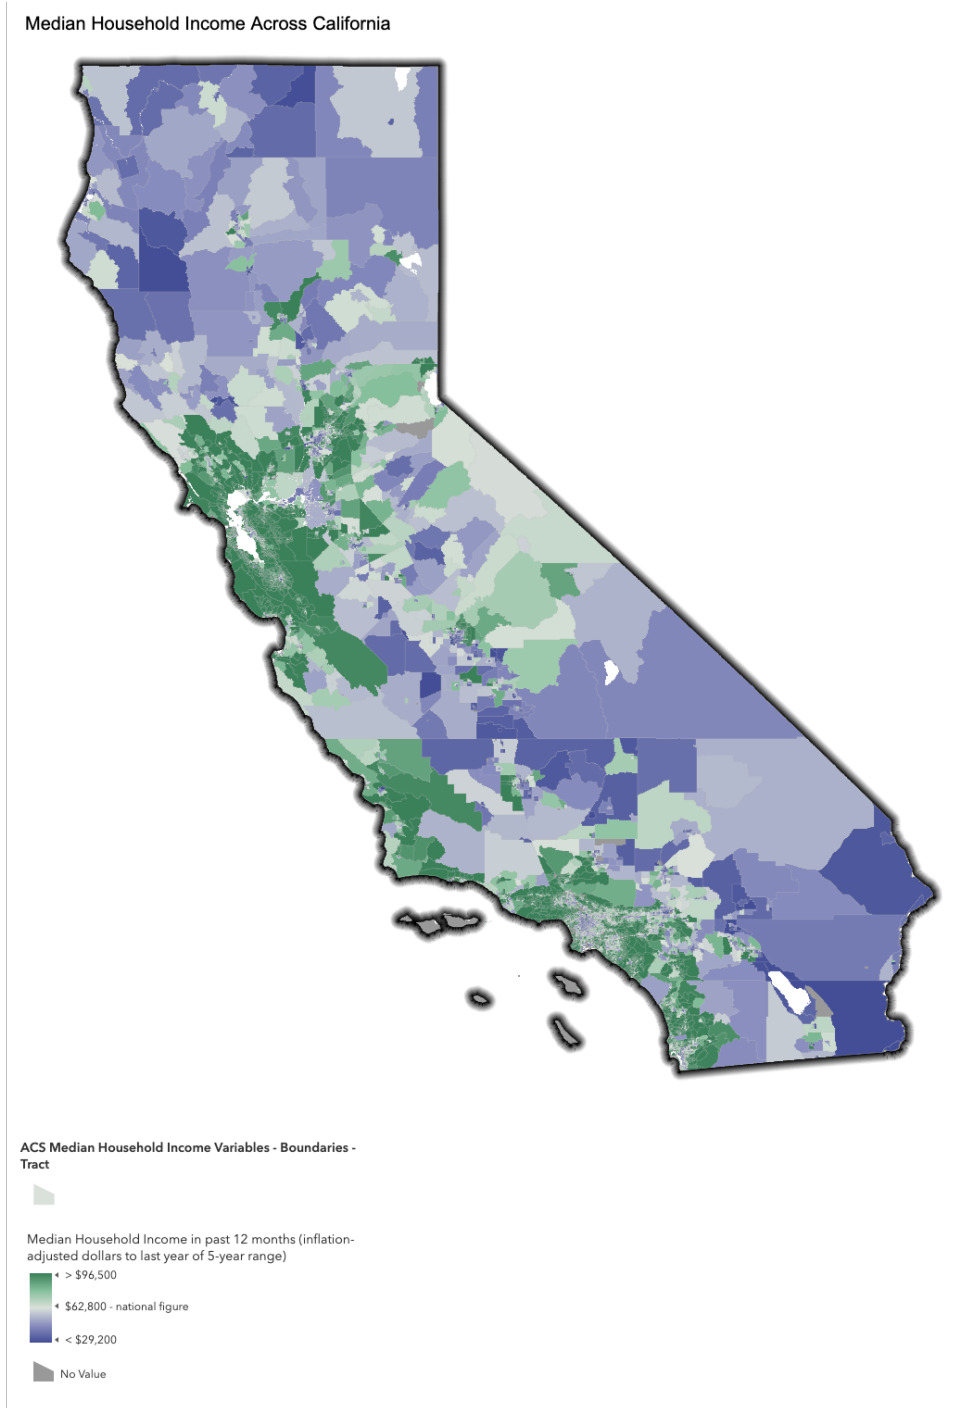 Median Household Income Across California
ACS Median Household Income Variables - Boundaries -
Tract
Median Household Income in past 12 months (inflation-
adjusted dollars to last year of 5-year range)
> $96,500
$62,800 - national figure
< $29,200
No Value